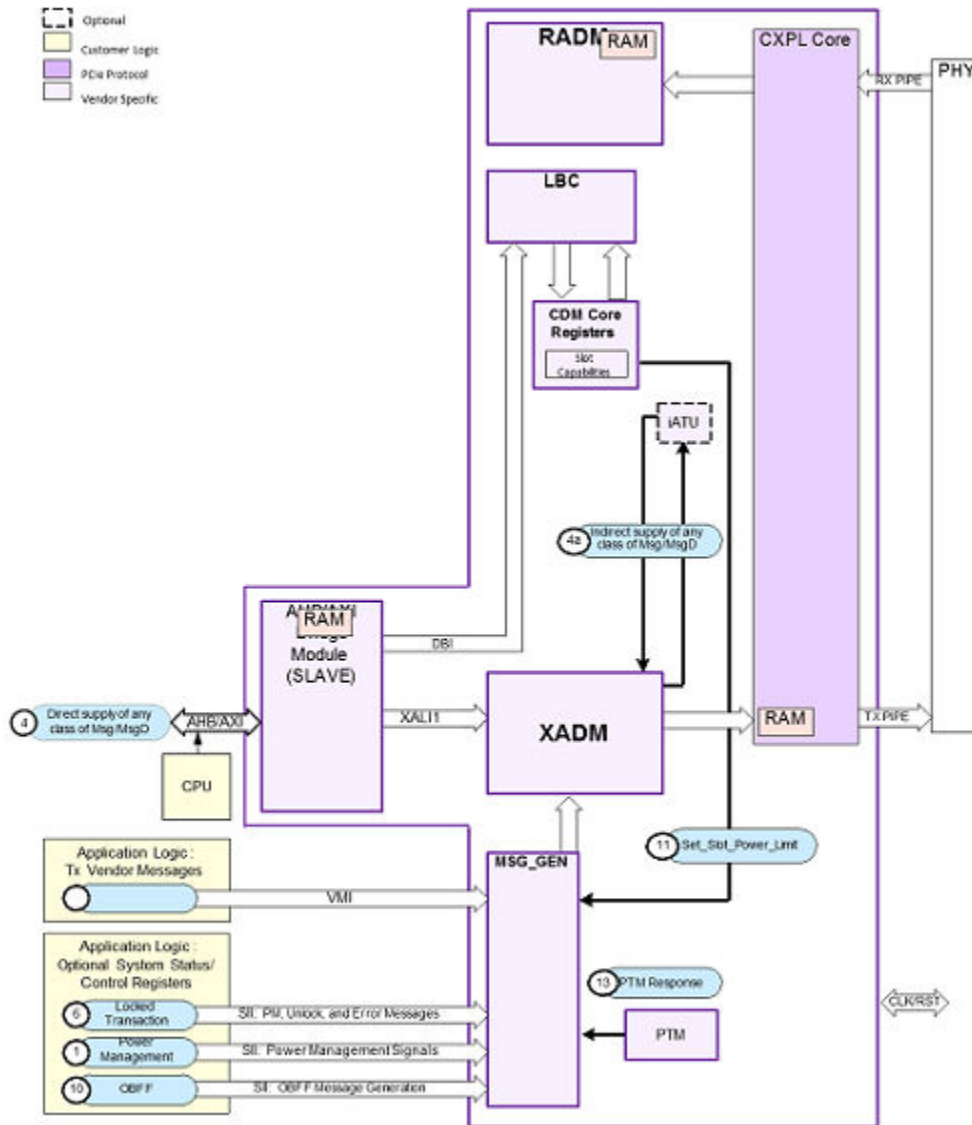 Optional
Customer Logic
PCIe Protocol
Vendor Specific
RADM
RAM
CXPL Core
PHY
RX PIPE
LBC
CDM Core
Registers
Slot
Capabilities
iATU
4a
Indirect supply of any
class of Msg/MsgD
AHB/AXI
RAM
Module
(SLAVE)
DBI
4
Direct supply of any
class of Msg/MsgD
AHB/AXI
XALI1
XADM
RAM
TX PIPE
CPU
11
Set_Slot_Power_Limit
MSG_GEN
Application Logic :
Tx Vendor Messages
VMI
Application Logic :
Optional System Status/
Control Registers
6
Locked
Transaction
SII: PM, Unlock, and Error Messages
1
Power
Management
SII: Power Management Signals
10
OBFF
SII: OBFF Message Generation
13
PTM Response
PTM
CLK/RST